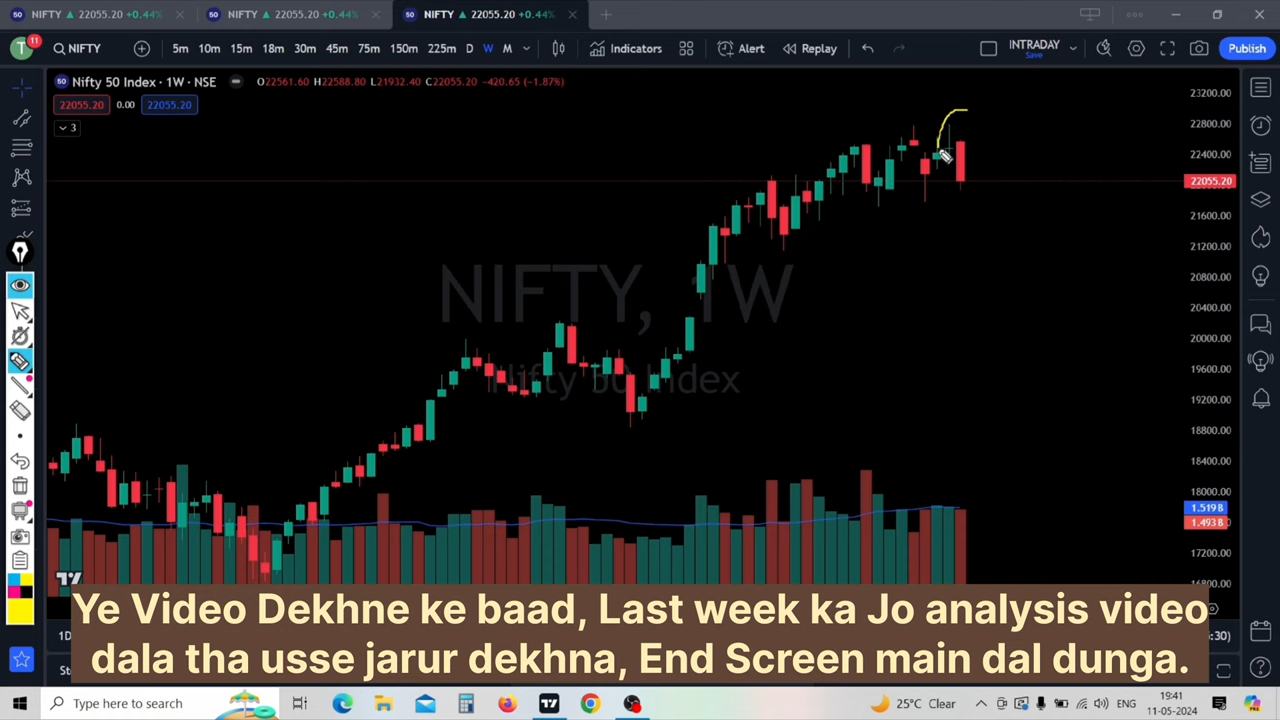 NIFTY ▲ 22055.20 +0.44%
NIFTY ▲ 22055.20 +0.44%
NIFTY ▲ 22055.20 +0.44%
T 11
NIFTY
5m 10m 15m 18m 30m 45m 75m 150m 225m D W M
Indicators
Alert
Replay
INTRADAY
Save
Publish
50 Nifty 50 Index · 1W · NSE
O22561.60 H22588.80 L21932.40 C22055.20 -420.65 (-1.87%)
22055.20 0.00 22055.20
3
23200.00
22800.00
22400.00
22055.20
21600.00
21200.00
20800.00
20400.00
20000.00
19600.00
19200.00
18800.00
18400.00
18000.00
1.519B
1.493B
17200.00
16800.00
NIFTY, 1W
Nifty 50 Index
Ye Video Dekhne ke baad, Last week ka Jo analysis video
dala tha usse jarur dekhna, End Screen main dal dunga.
Type here to search
25°C Clear
ENG
19:41
11-05-2024